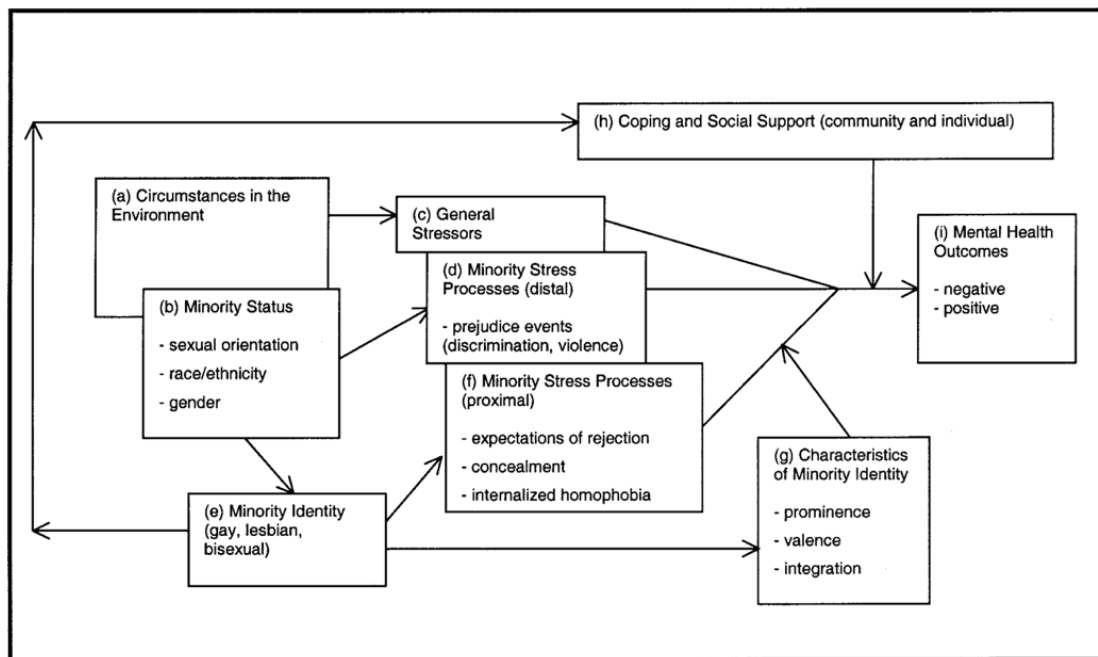 (h) Coping and Social Support (community and individual)
(a) Circumstances in the
Environment
(c) General
Stressors
(i) Mental Health
Outcomes
- negative
- positive
(d) Minority Stress
Processes (distal)
- prejudice events
(discrimination, violence)
(b) Minority Status
- sexual orientation
- race/ethnicity
- gender
(f) Minority Stress Processes
(proximal)
- expectations of rejection
- concealment
- internalized homophobia
(g) Characteristics
of Minority Identity
- prominence
- valence
- integration
(e) Minority Identity
(gay, lesbian,
bisexual)